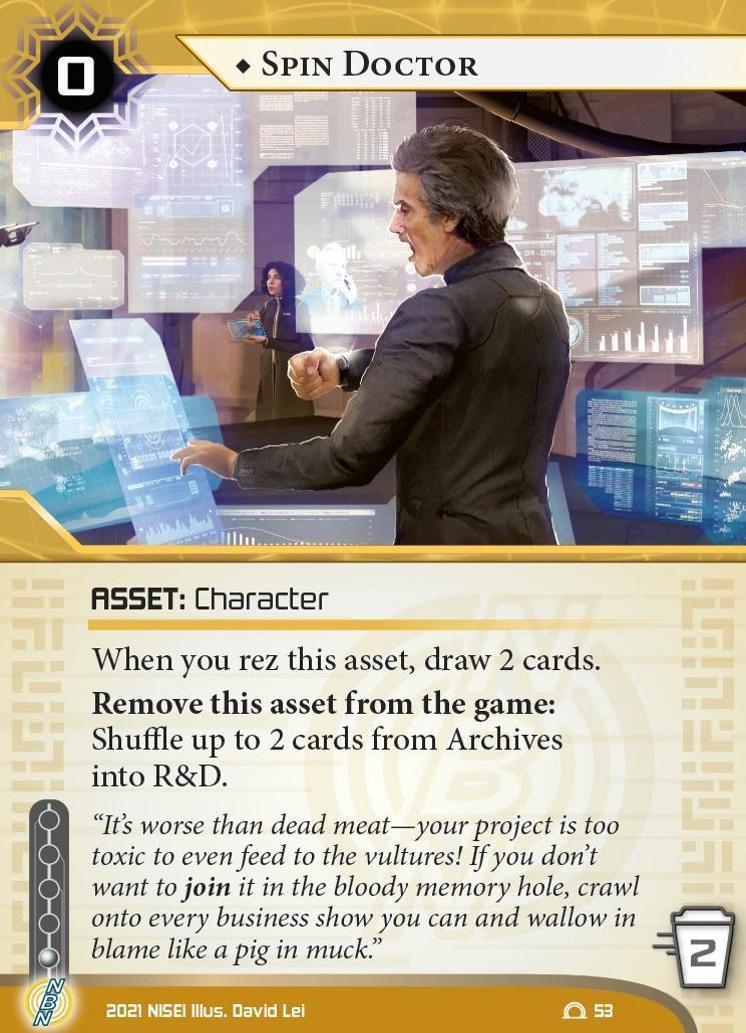 0
◆ SPIN DOCTOR
ASSET: Character
When you rez this asset, draw 2 cards.
Remove this asset from the game:
Shuffle up to 2 cards from Archives
into R&D.
“It’s worse than dead meat—your project is too
toxic to even feed to the vultures! If you don’t
want to join it in the bloody memory hole, crawl
onto every business show you can and wallow in
blame like a pig in muck.”
2
NBN
2021 NISEI Illus. David Lei
53